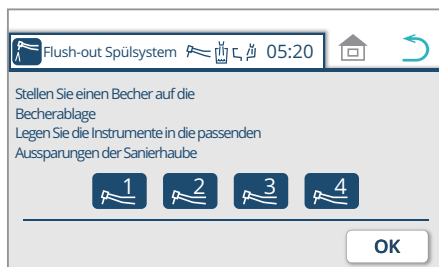 Flush-out Spülsystem 05:20
Stellen Sie einen Becher auf die
Becherablage
Legen Sie die Instrumente in die passenden
Aussparungen der Sanierhaube
1 2 3 4
OK